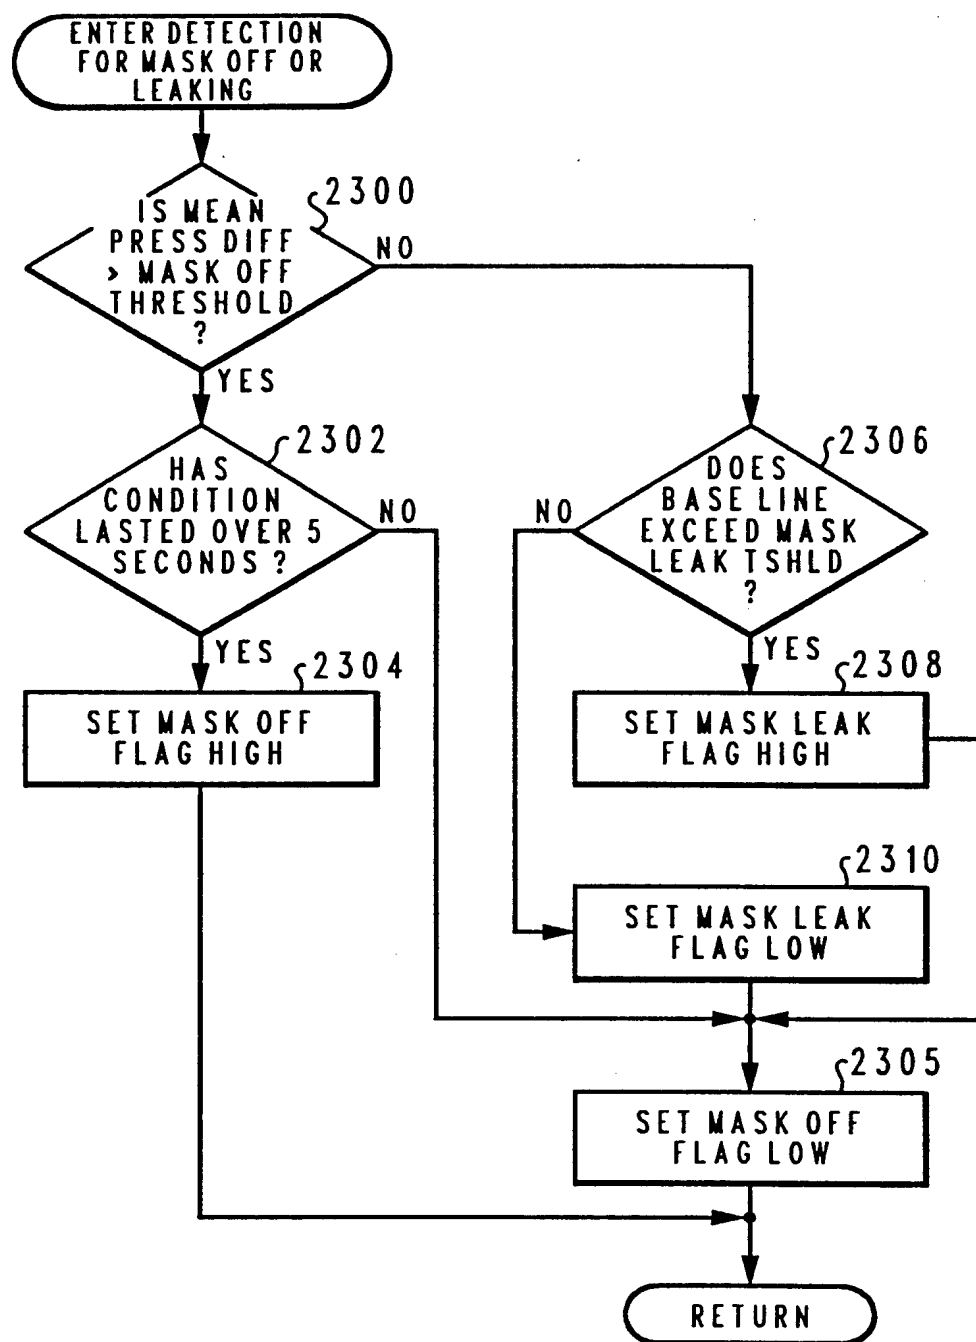 ENTER DETECTION
FOR MASK OFF OR
LEAKING
2300
IS MEAN
PRESS DIFF
> MASK OFF
THRESHOLD
?
NO
YES
2302
HAS
CONDITION
LASTED OVER 5
SECONDS ?
NO
YES
2304
SET MASK OFF
FLAG HIGH
2306
DOES
BASE LINE
EXCEED MASK
LEAK TSHLD
?
NO
YES
2308
SET MASK LEAK
FLAG HIGH
2310
SET MASK LEAK
FLAG LOW
2305
SET MASK OFF
FLAG LOW
RETURN